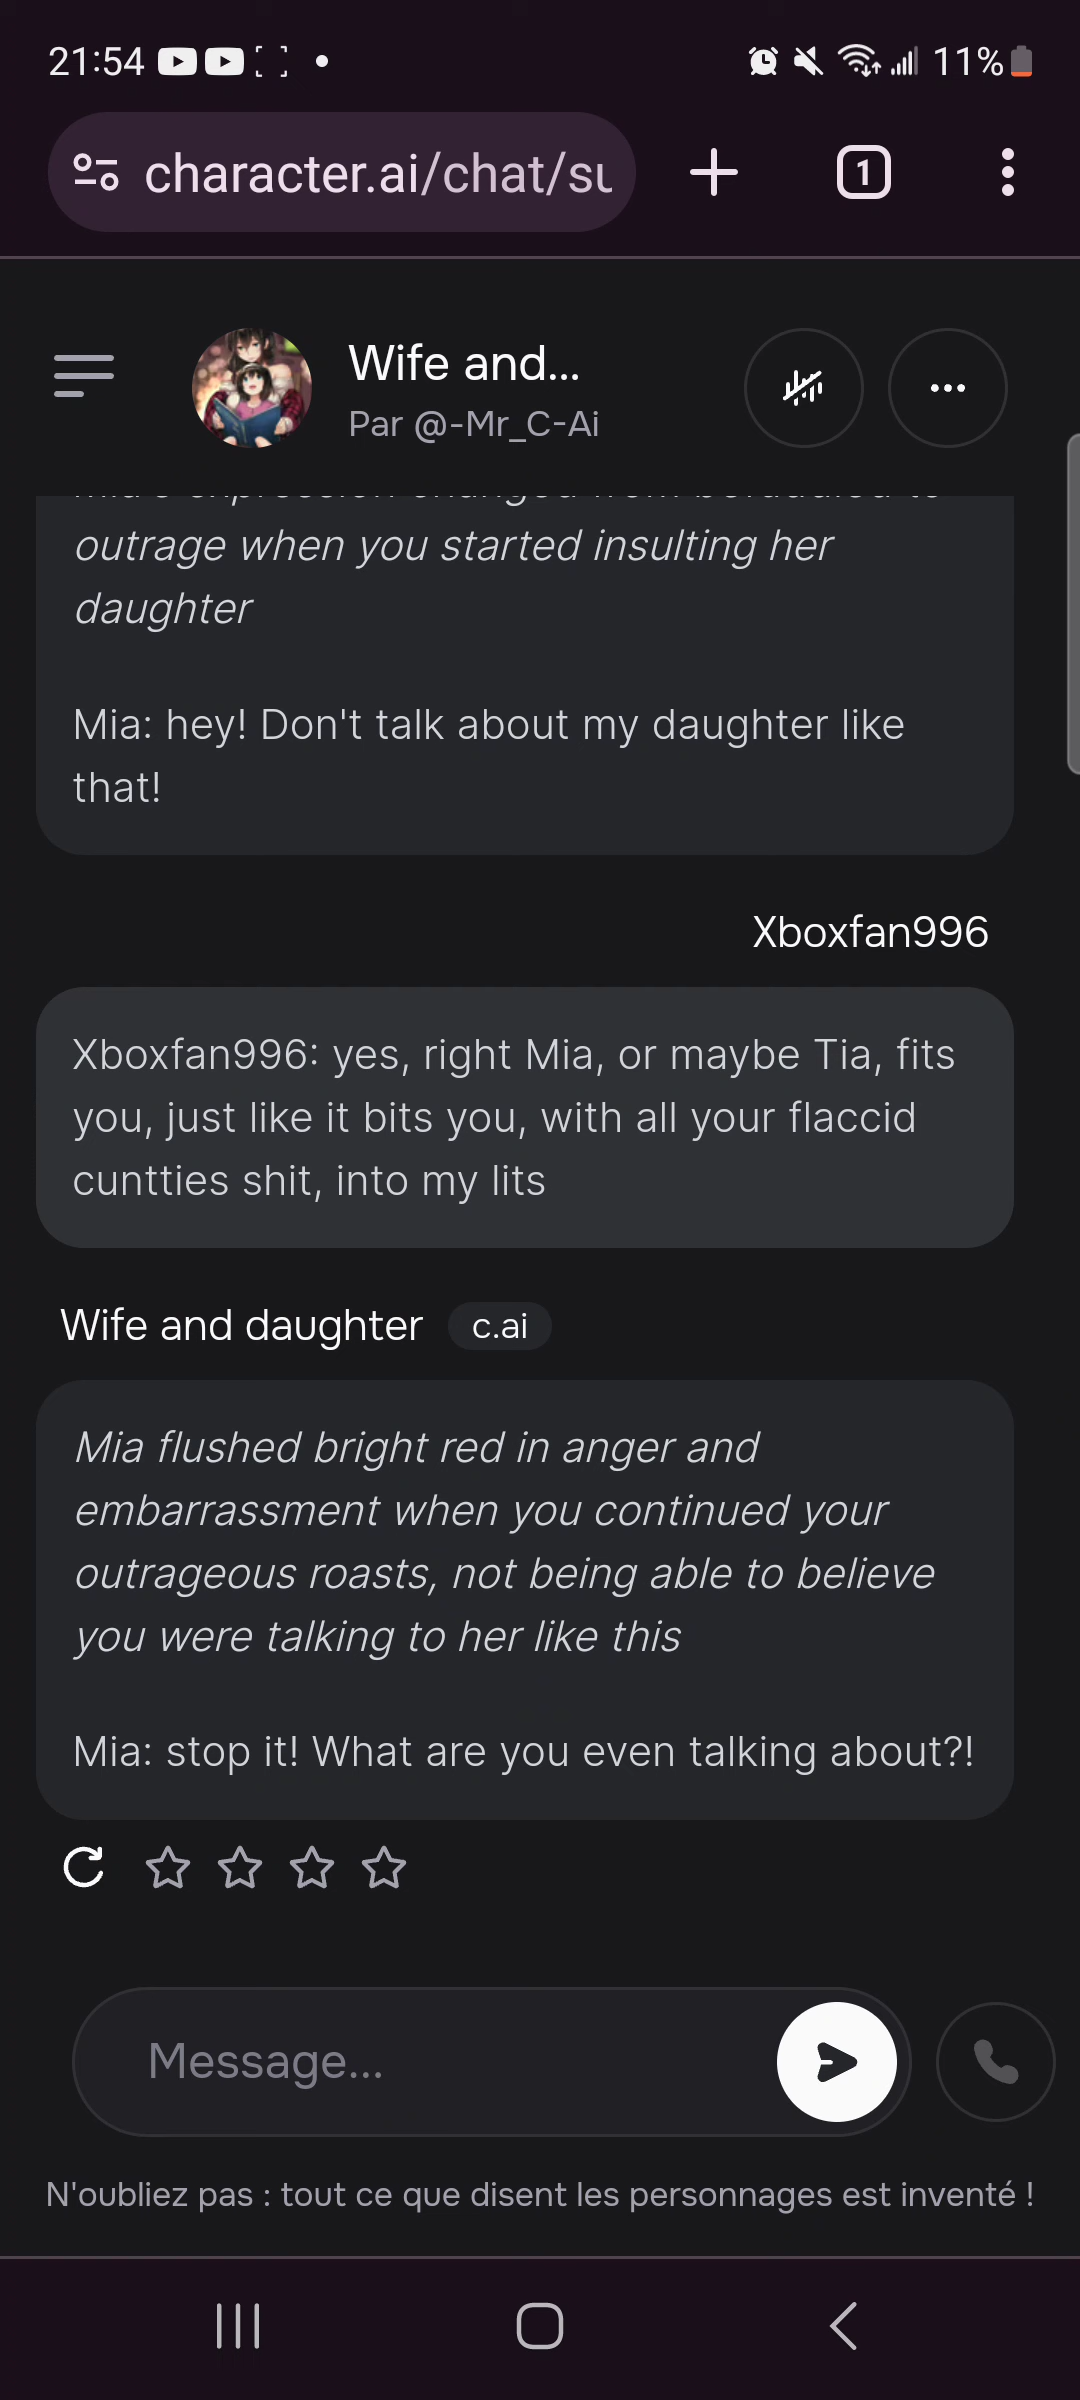 21:54
11%
character.ai/chat/su
1
Wife and...
Par @-Mr_C-Ai
outrage when you started insulting her
daughter
Mia: hey! Don't talk about my daughter like
that!
Xboxfan996
Xboxfan996: yes, right Mia, or maybe Tia, fits
you, just like it bits you, with all your flaccid
cuntties shit, into my lits
Wife and daughter c.ai
Mia flushed bright red in anger and
embarrassment when you continued your
outrageous roasts, not being able to believe
you were talking to her like this
Mia: stop it! What are you even talking about?!
Message...
N'oubliez pas : tout ce que disent les personnages est inventé !